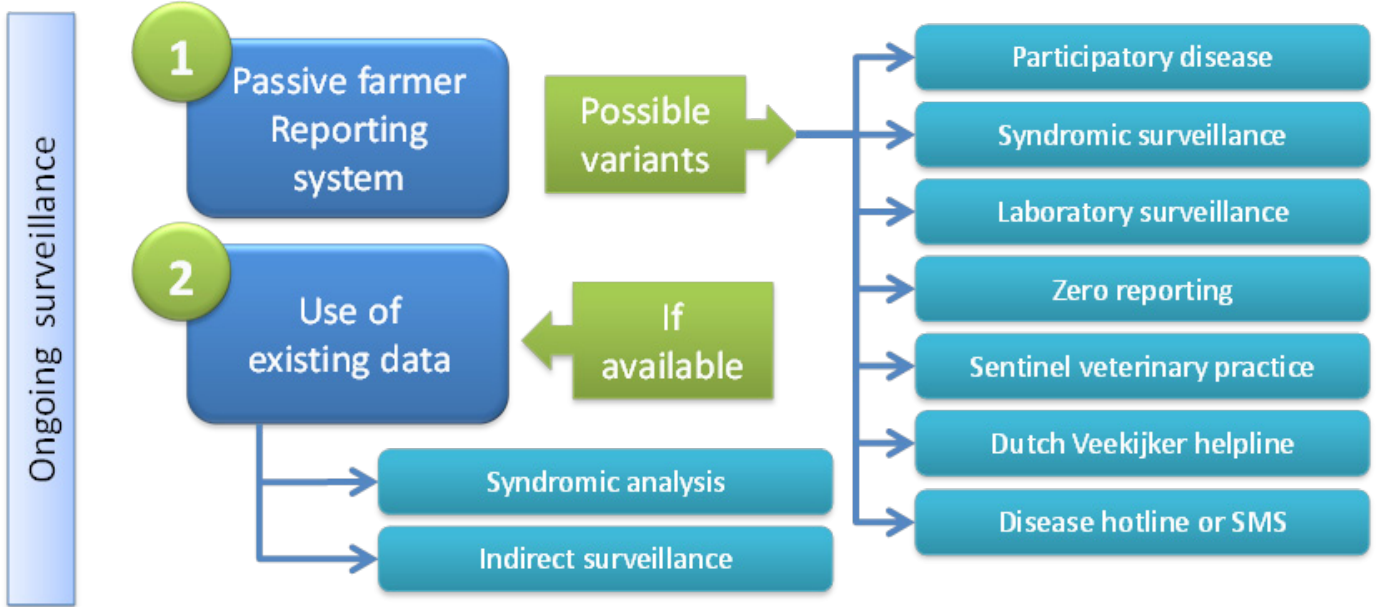 Ongoing surveillance
1
Passive farmer
Reporting
system
Possible
variants
Participatory disease
Syndromic surveillance
Laboratory surveillance
Zero reporting
Sentinel veterinary practice
Dutch Veekijker helpline
Disease hotline or SMS
2
Use of
existing data
If
available
Syndromic analysis
Indirect surveillance